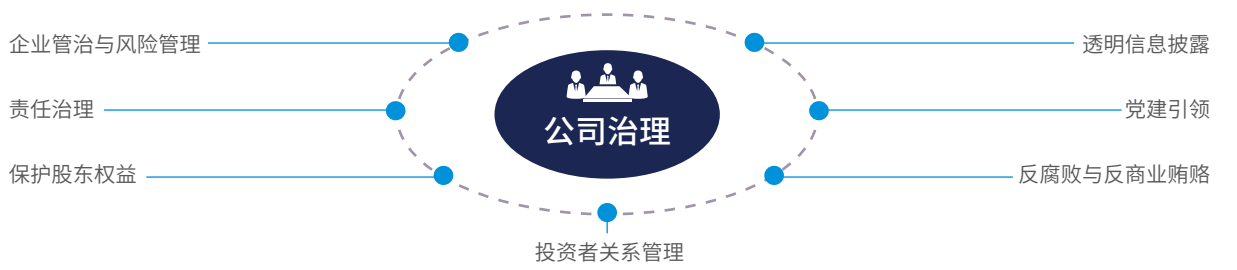 企业管治与风险管理
透明信息披露
责任治理
党建引领
公司治理
保护股东权益
反腐败与反商业贿赂
投资者关系管理